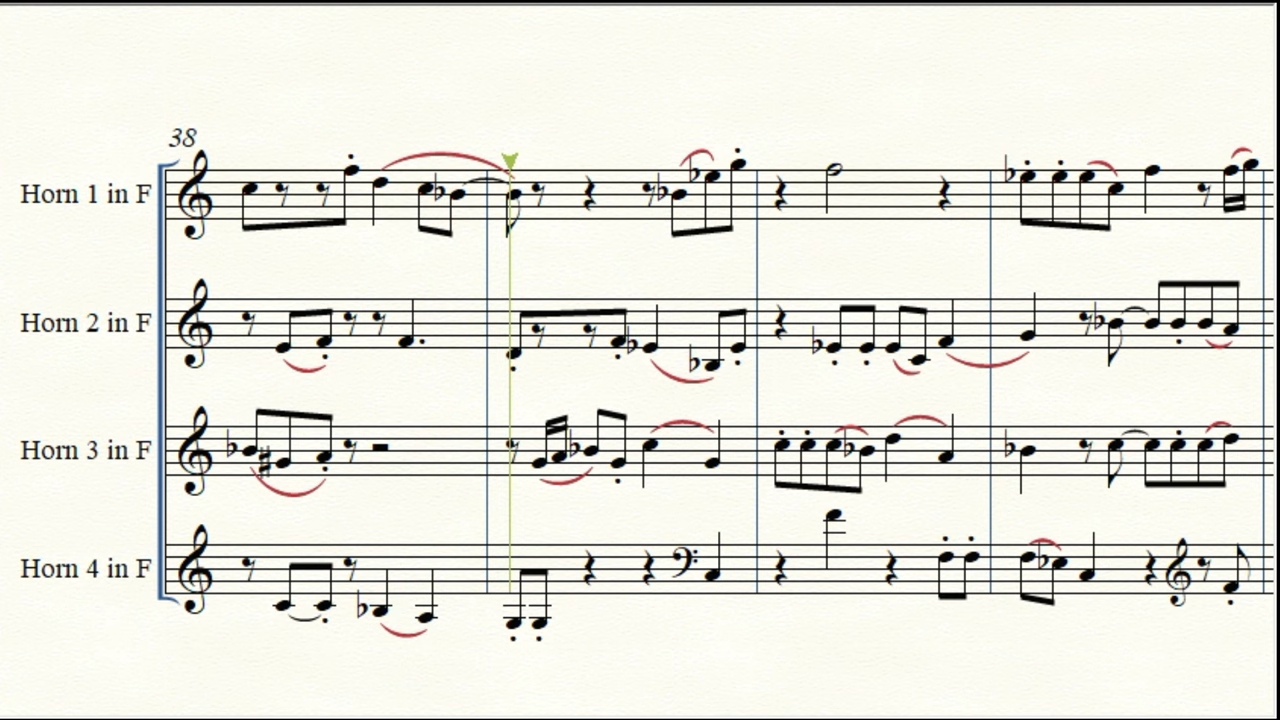 38
Horn 1 in F
Horn 2 in F
Horn 3 in F
Horn 4 in F